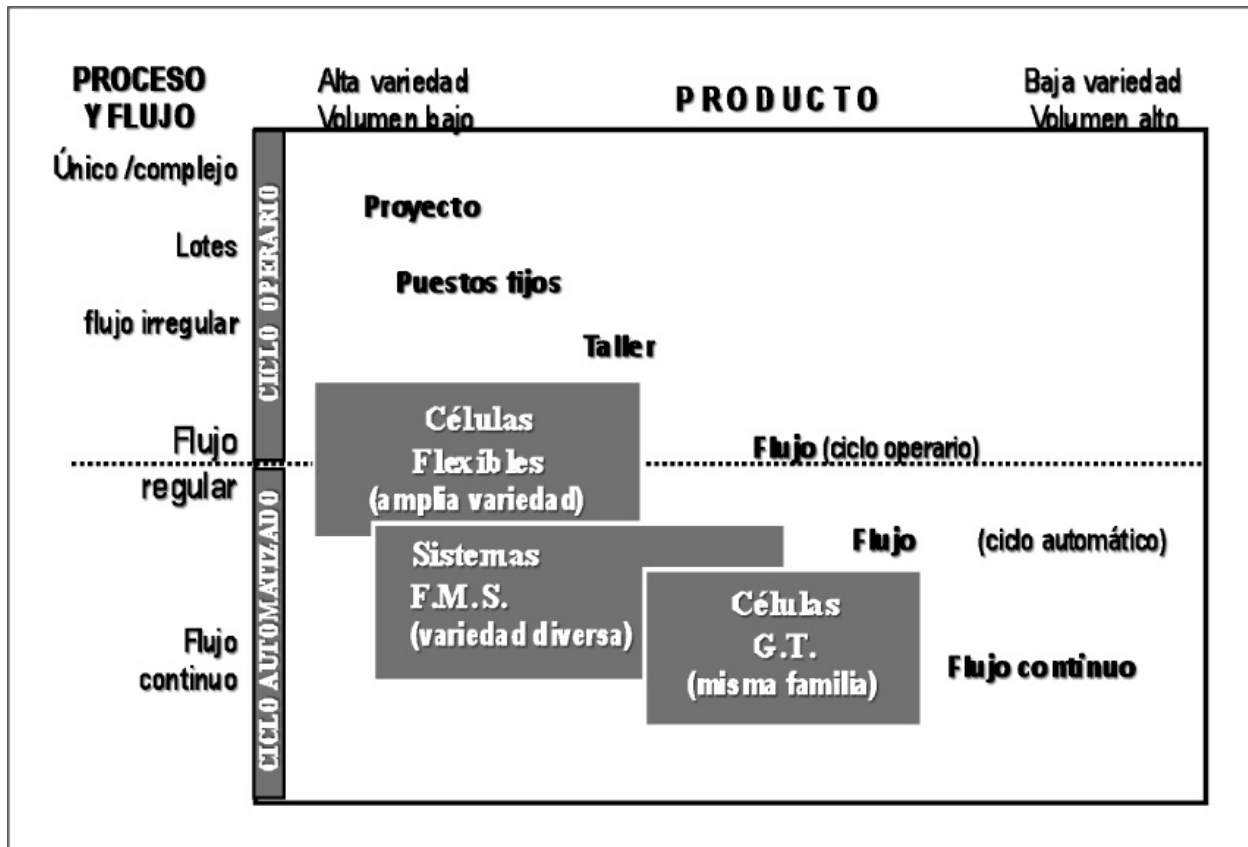 PROCESO
Y FLUJO
Alta variedad
Volumen bajo
PRODUCTO
Baja variedad
Volumen alto
Único /complejo
Lotes
flujo irregular
Flujo
regular
Flujo
continuo
CICLO OPERARIO
CICLO AUTOMATIZADO
Proyecto
Puestos fijos
Taller
Células
Flexibles
(amplia variedad)
Flujo (ciclo operario)
Sistemas
F.M.S.
(variedad diversa)
Flujo (ciclo automático)
Células
G.T.
(misma familia)
Flujo continuo